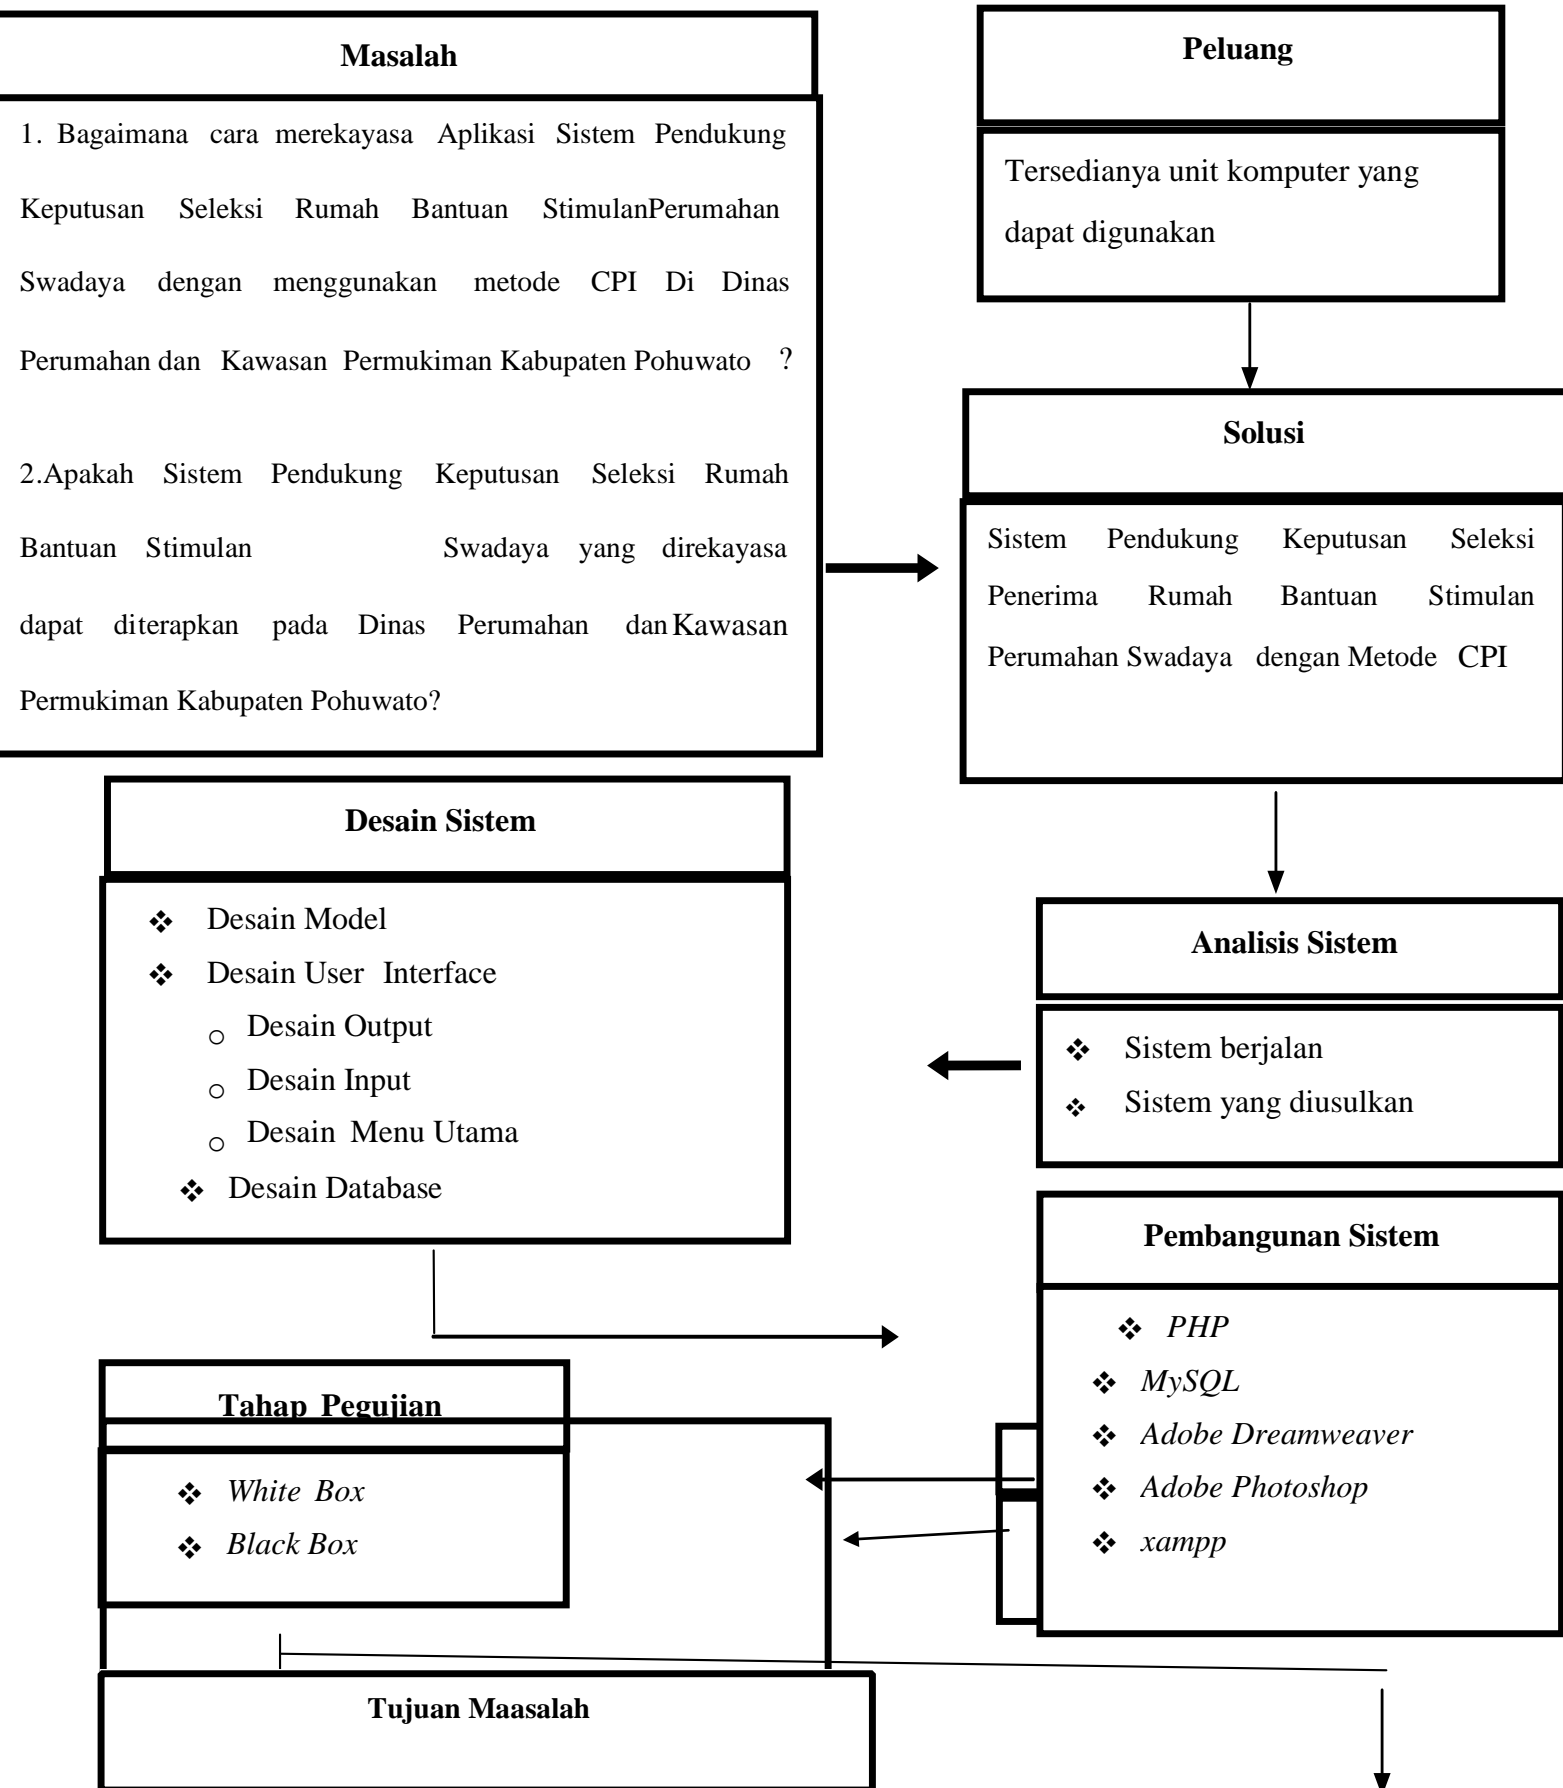 Masalah
1. Bagaimana cara merekayasa Aplikasi Sistem Pendukung
Keputusan Seleksi Rumah Bantuan StimulanPerumahan
Swadaya dengan menggunakan metode CPI Di Dinas
Perumahan dan Kawasan Permukiman Kabupaten Pohuwato ?
2.Apakah Sistem Pendukung Keputusan Seleksi Rumah
Bantuan Stimulan Swadaya yang direkayasa
dapat diterapkan pada Dinas Perumahan dan Kawasan
Permukiman Kabupaten Pohuwato?
Peluang
Tersedianya unit komputer yang
dapat digunakan
Solusi
Sistem Pendukung Keputusan Seleksi
Penerima Rumah Bantuan Stimulan
Perumahan Swadaya dengan Metode CPI
Analisis Sistem
❖ Sistem berjalan
❖ Sistem yang diusulkan
Desain Sistem
❖ Desain Model
❖ Desain User Interface
o Desain Output
o Desain Input
o Desain Menu Utama
❖ Desain Database
Pembangunan Sistem
❖ PHP
❖ MySQL
❖ Adobe Dreamweaver
❖ Adobe Photoshop
❖ xampp
Tahap Pegujian
❖ White Box
❖ Black Box
Tujuan Maasalah